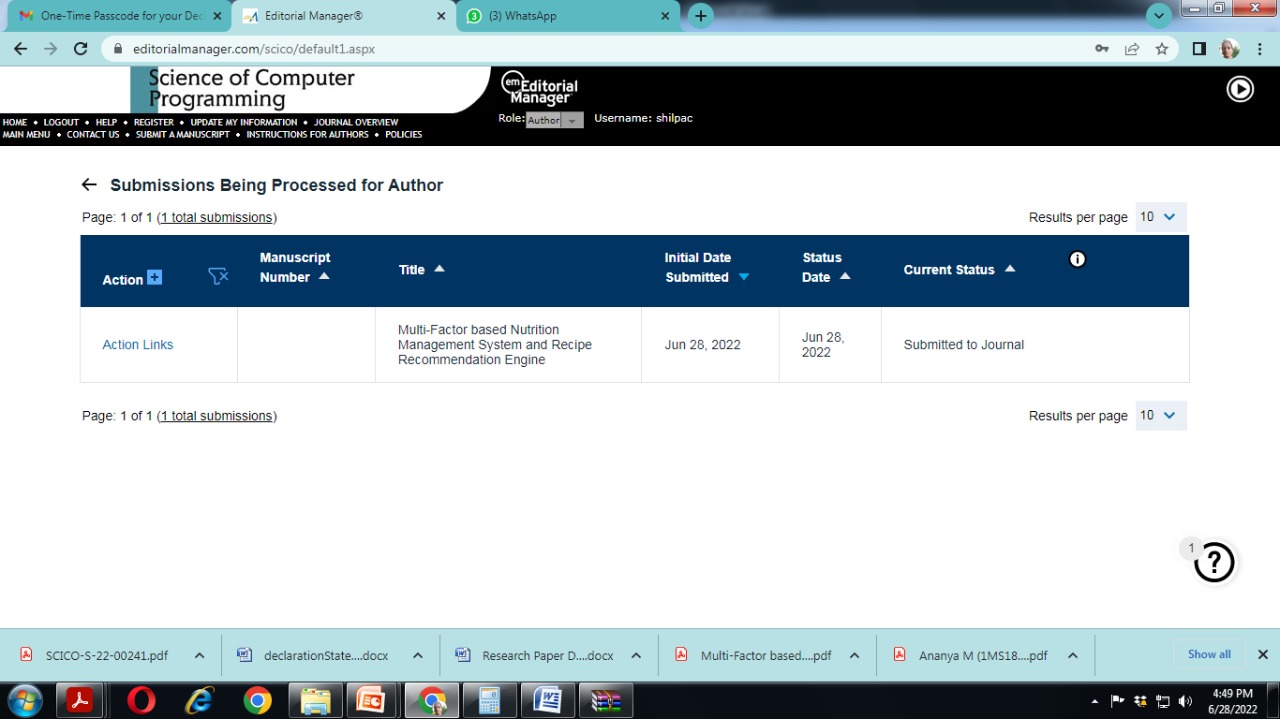 One-Time Passcode for your Dec
Editorial Manager®
(3) WhatsApp
editorialmanager.com/scico/default1.aspx
Science of Computer
Programming
em Editorial
Manager
HOME • LOGOUT • HELP • REGISTER • UPDATE MY INFORMATION • JOURNAL OVERVIEW
MAIN MENU • CONTACT US • SUBMIT A MANUSCRIPT • INSTRUCTIONS FOR AUTHORS • POLICIES
Role: Author Username: shilpac
Submissions Being Processed for Author
Page: 1 of 1 (1 total submissions)
Results per page 10
Action
Manuscript
Number
Title
Initial Date
Submitted
Status
Date
Current Status
Action Links
Multi-Factor based Nutrition
Management System and Recipe
Recommendation Engine
Jun 28, 2022
Jun 28,
2022
Submitted to Journal
Page: 1 of 1 (1 total submissions)
Results per page 10
1
?
SCICO-S-22-00241.pdf
declarationState....docx
Research Paper D....docx
Multi-Factor based....pdf
Ananya M (1MS18....pdf
Show all
4:49 PM
6/28/2022